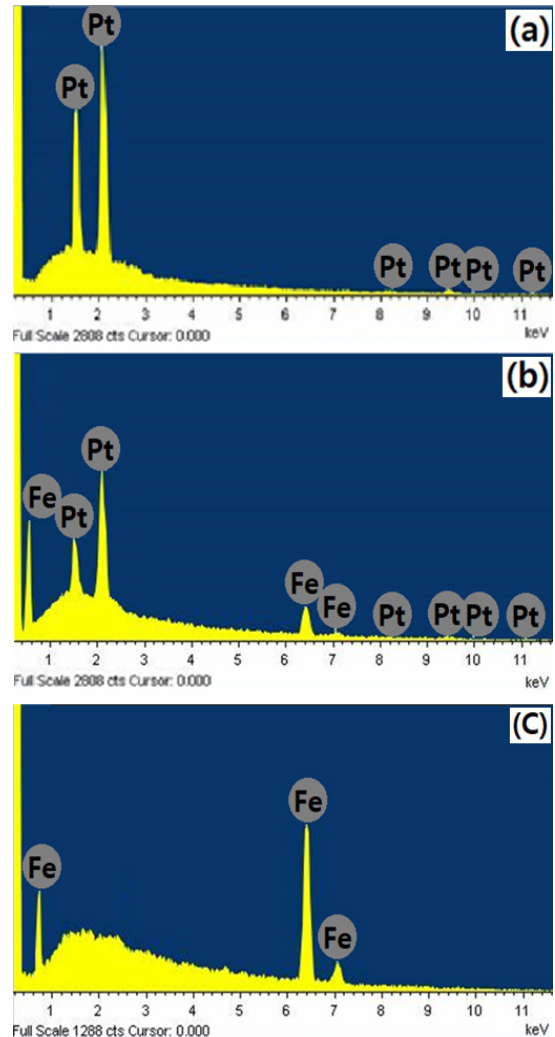 (a)
Pt
Pt
Pt Pt Pt Pt
1 2 3 4 5 6 7 8 9 10 11
Full Scale 2808 cts Cursor: 0.000 keV
(b)
Pt
Fe Pt
Fe Fe Pt Pt Pt Pt
1 2 3 4 5 6 7 8 9 10 11
Full Scale 2808 cts Cursor: 0.000 keV
(C)
Fe
Fe
Fe
1 2 3 4 5 6 7 8 9 10 11
Full Scale 1288 cts Cursor: 0.000 keV